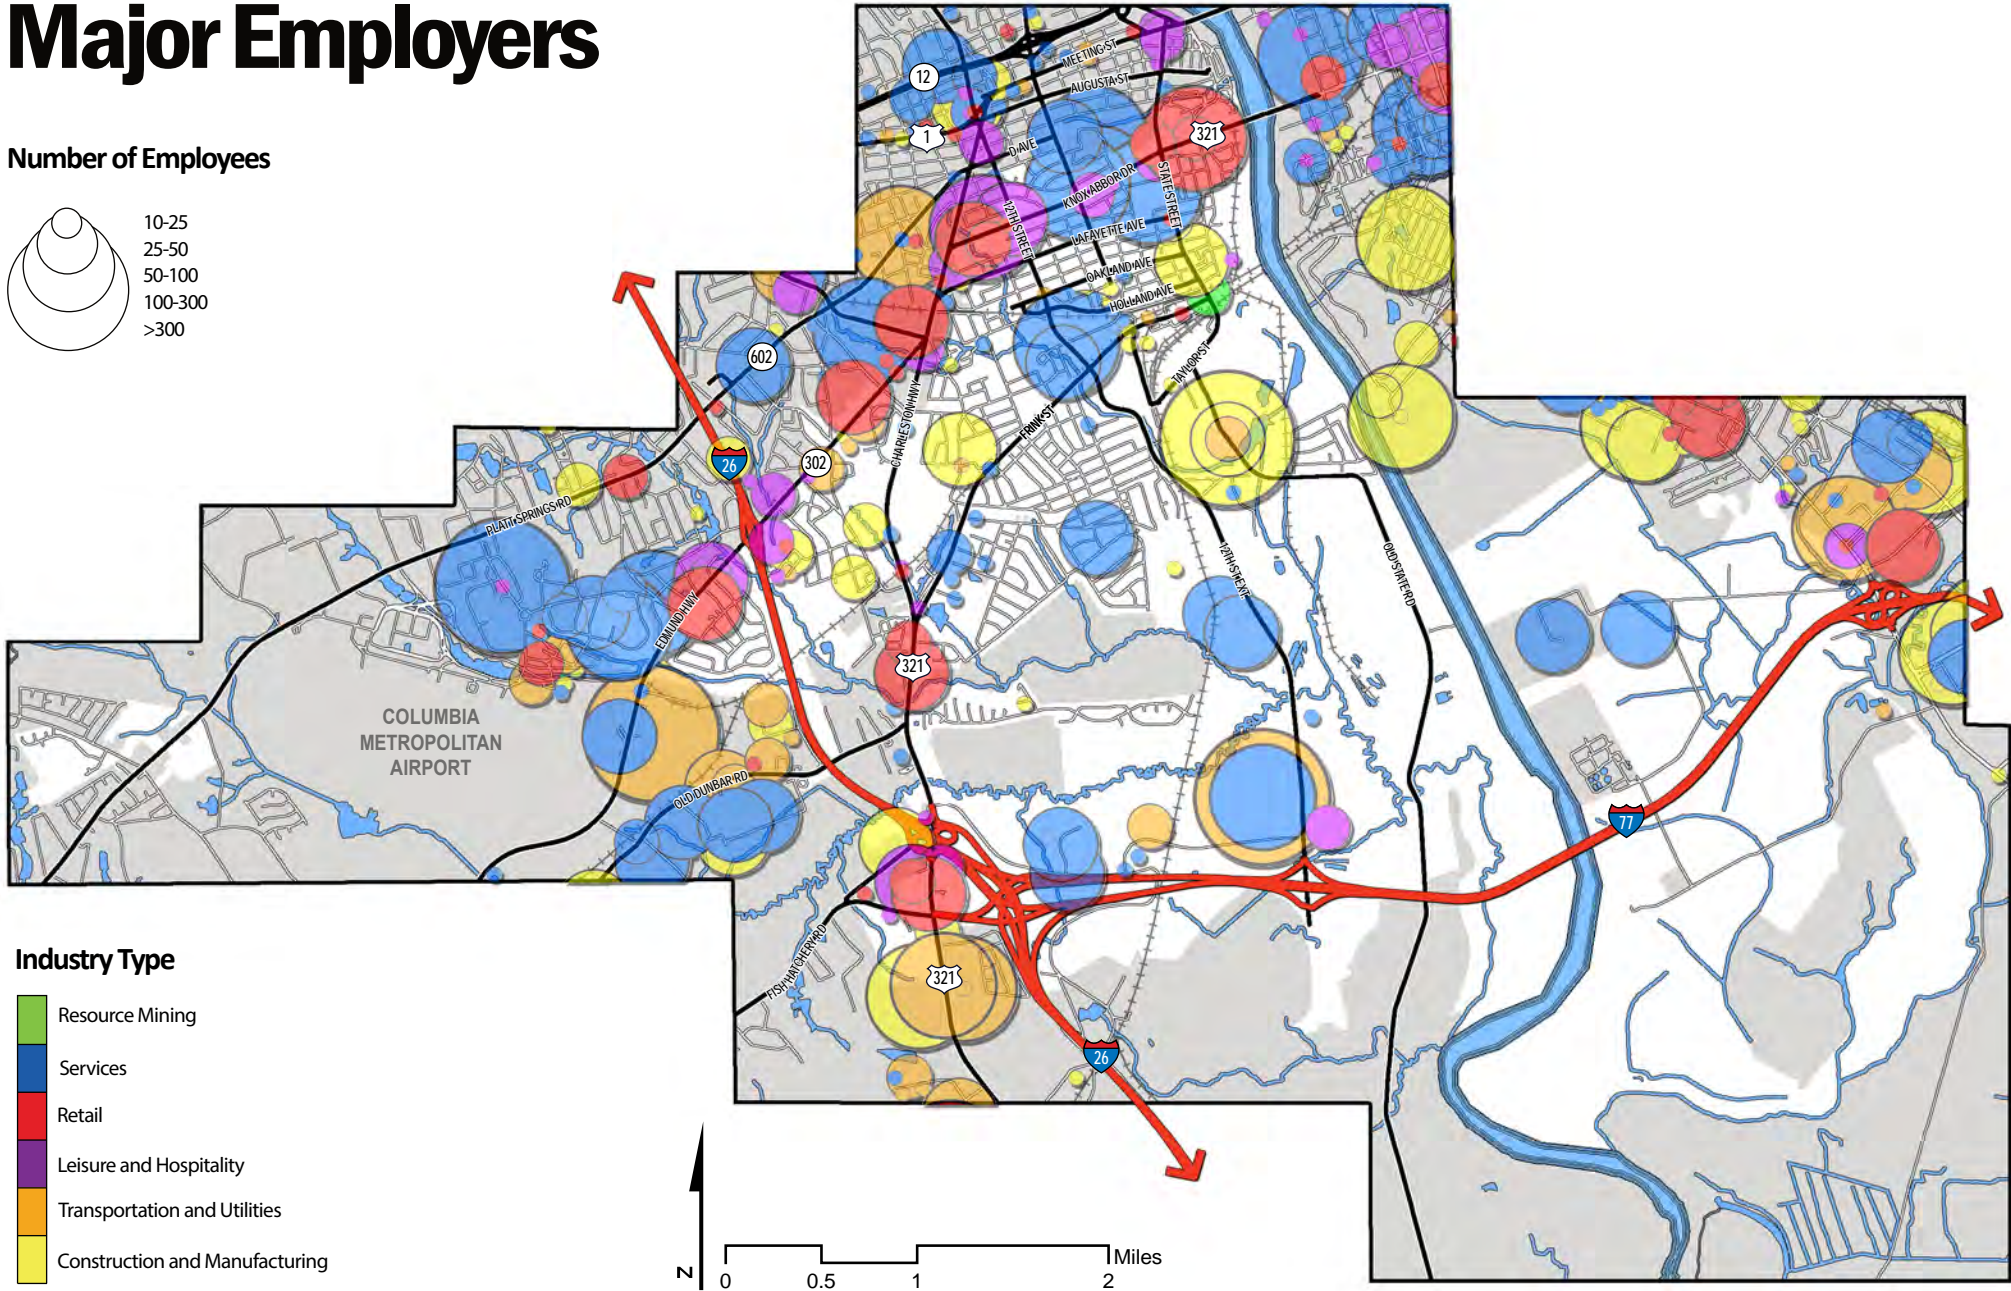 Major Employers
Number of Employees
10-25
25-50
50-100
100-300
>300
12
MEETING ST
AUGUSTA ST
1
321
D AVE
KNOX ABBOR DR
STATE STREET
12TH STREET
LAFAYETTE AVE
OAKLAND AVE
HOLLAND AVE
602
TAYLOR ST
CHARLESTON HWY
FRINK ST
26
302
PLATT SPRINGS RD
12TH ST EXT
OLD STATE RD
EDMUND HWY
321
COLUMBIA
METROPOLITAN
AIRPORT
OLD DUNBAR RD
77
FISH HATCHERY RD
321
26
Industry Type
Resource Mining
Services
Retail
Leisure and Hospitality
Transportation and Utilities
Construction and Manufacturing
N
Miles
0 0.5 1 2